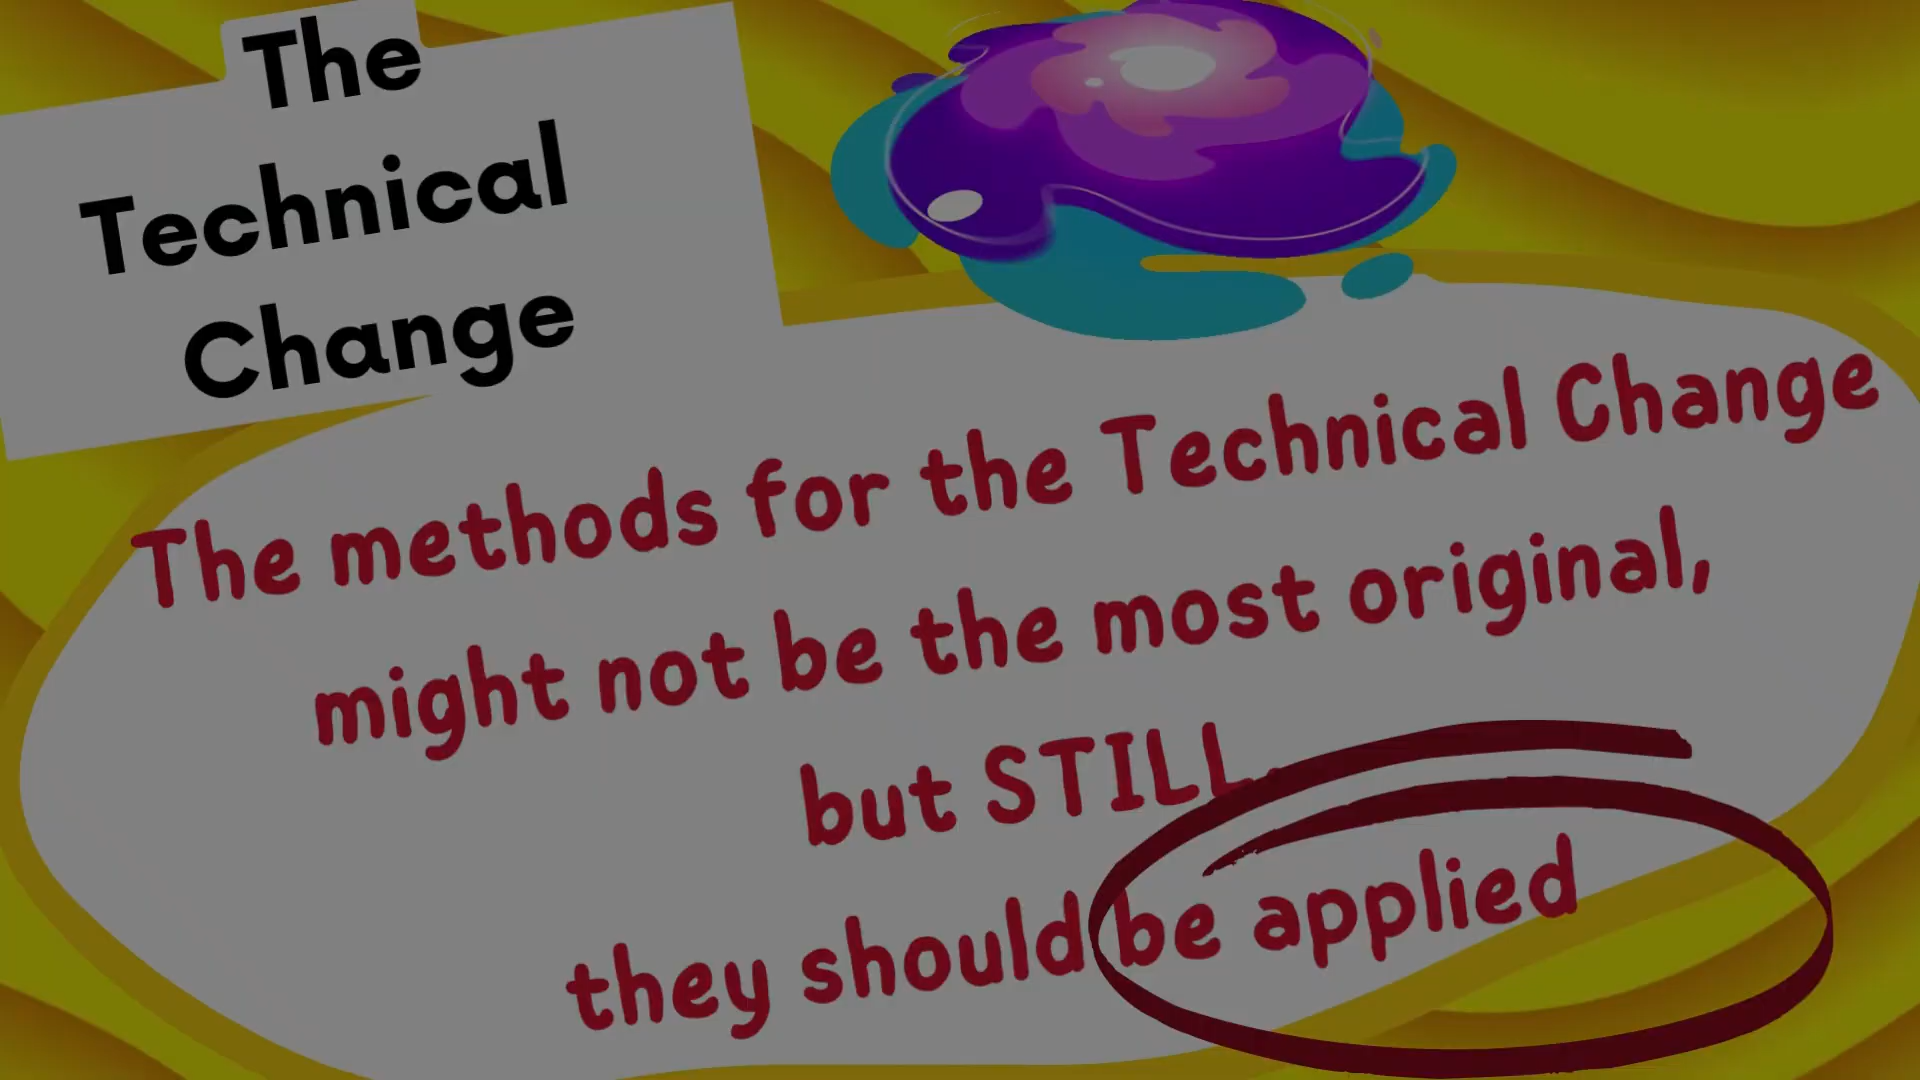 The
Technical
Change
The methods for the Technical Change
might not be the most original,
but STILL
they should be applied